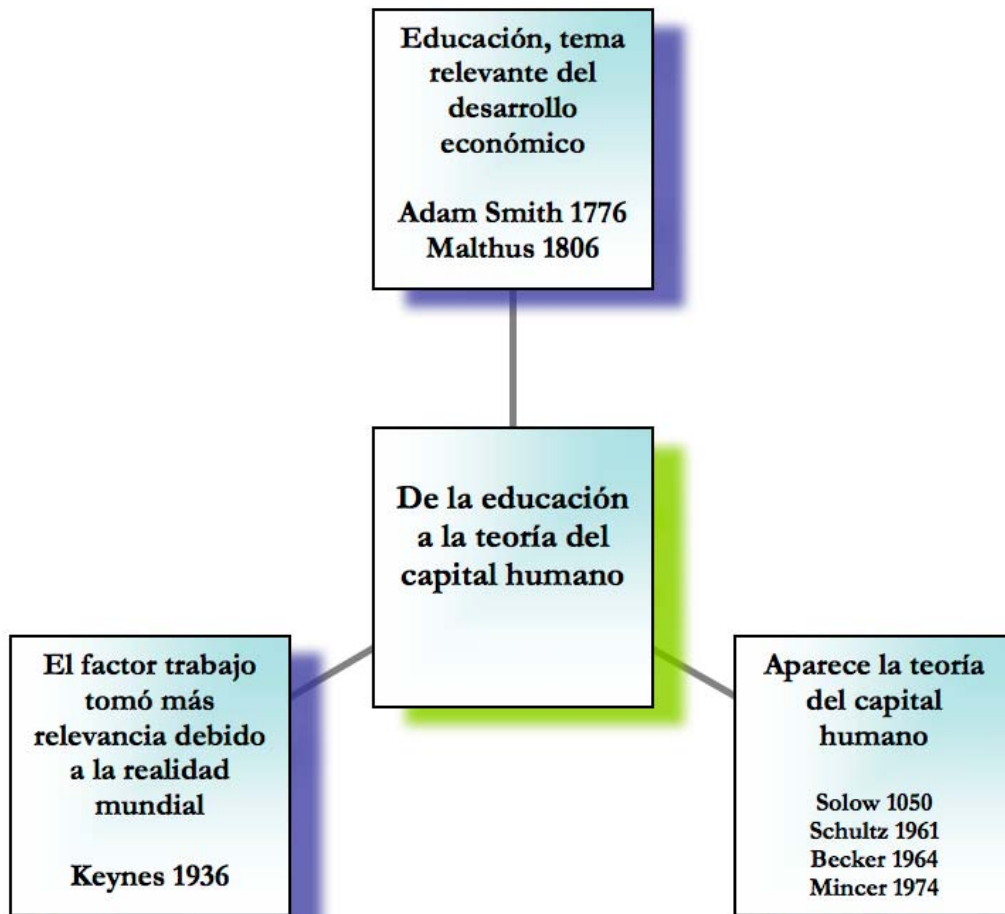 Educación, tema
relevante del
desarrollo
económico
Adam Smith 1776
Malthus 1806
De la educación
a la teoría del
capital humano
El factor trabajo
tomó más
relevancia debido
a la realidad
mundial
Keynes 1936
Aparece la teoría
del capital
humano
Solow 1050
Schultz 1961
Becker 1964
Mincer 1974